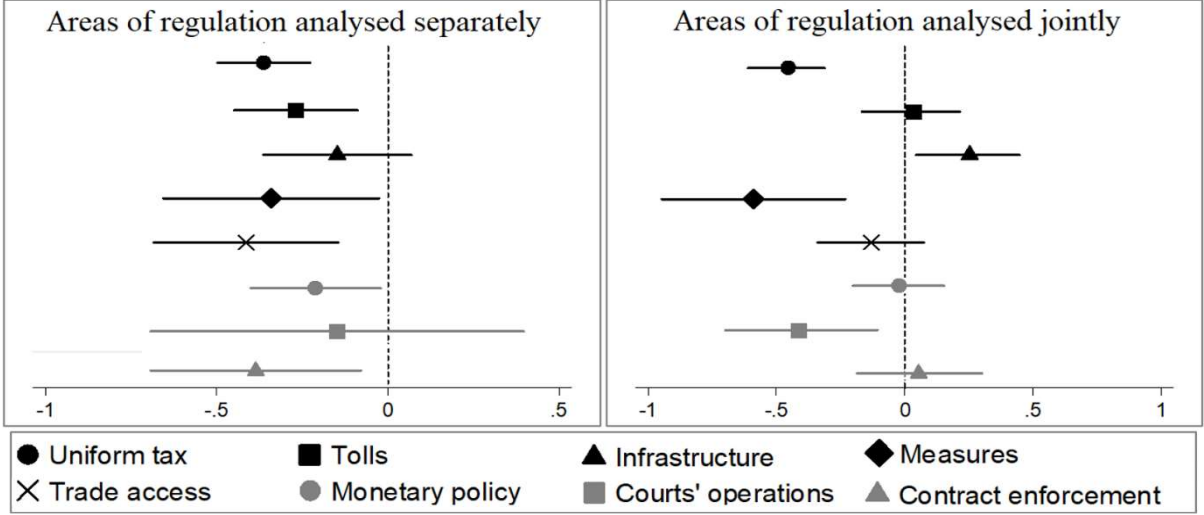 Areas of regulation analysed separately
-1 -.5 0 .5
Areas of regulation analysed jointly
-1 -.5 0 .5 1
Uniform tax Tolls Infrastructure Measures
Trade access Monetary policy Courts' operations Contract enforcement